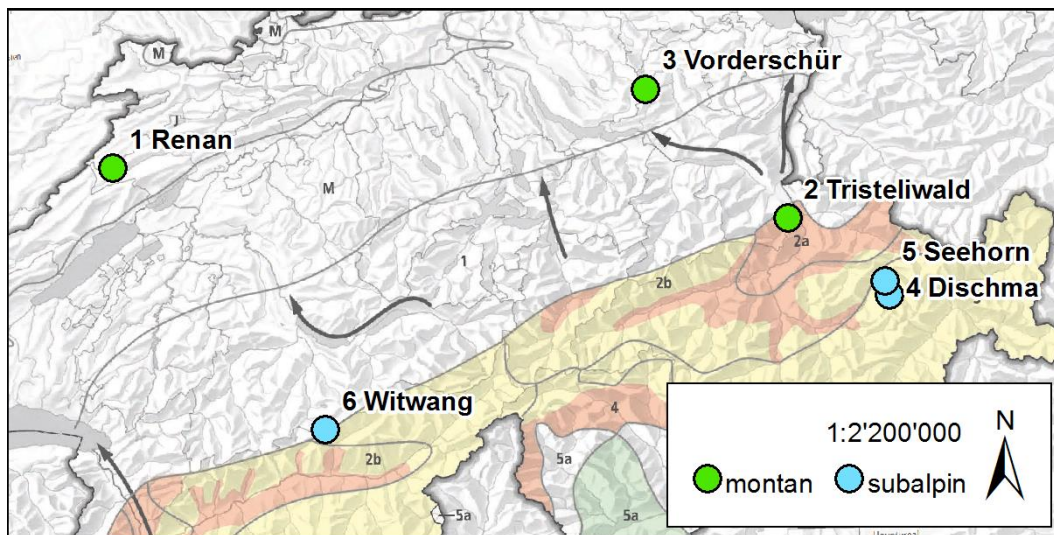 M
3 Vorderschür
J
1 Renan
M
2 Tristeliwald
2a
1
5 Seehorn
2b
4 Dischma
6 Witwang
4
1:2'200'000
N
2b
5a
montan
subalpin
5a
5a